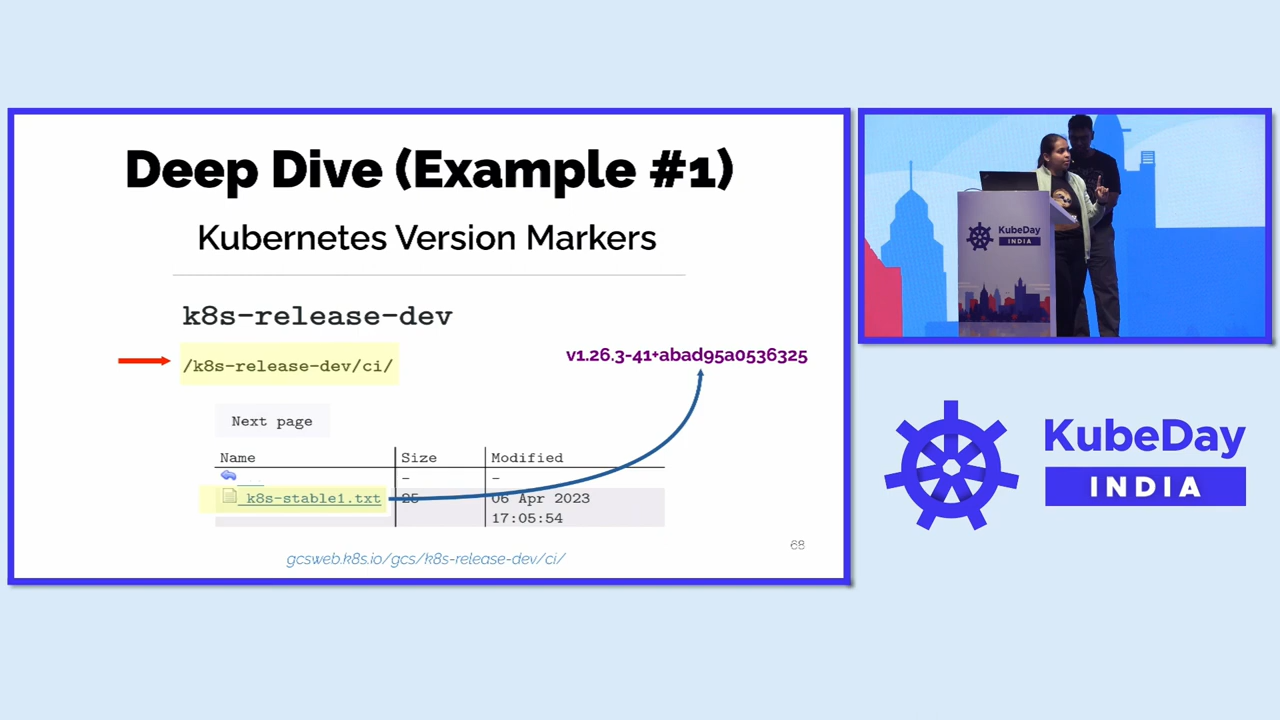 Deep Dive (Example #1)
Kubernetes Version Markers
k8s-release-dev
/k8s-release-dev/ci/
v1.26.3-41+abad95a0536325
Next page
Name Size Modified
- -
k8s-stable1.txt 25 06 Apr 2023
17:05:54
gcsweb.k8s.io/gcs/k8s-release-dev/ci/
68
KubeDay
INDIA
KubeDay
INDIA